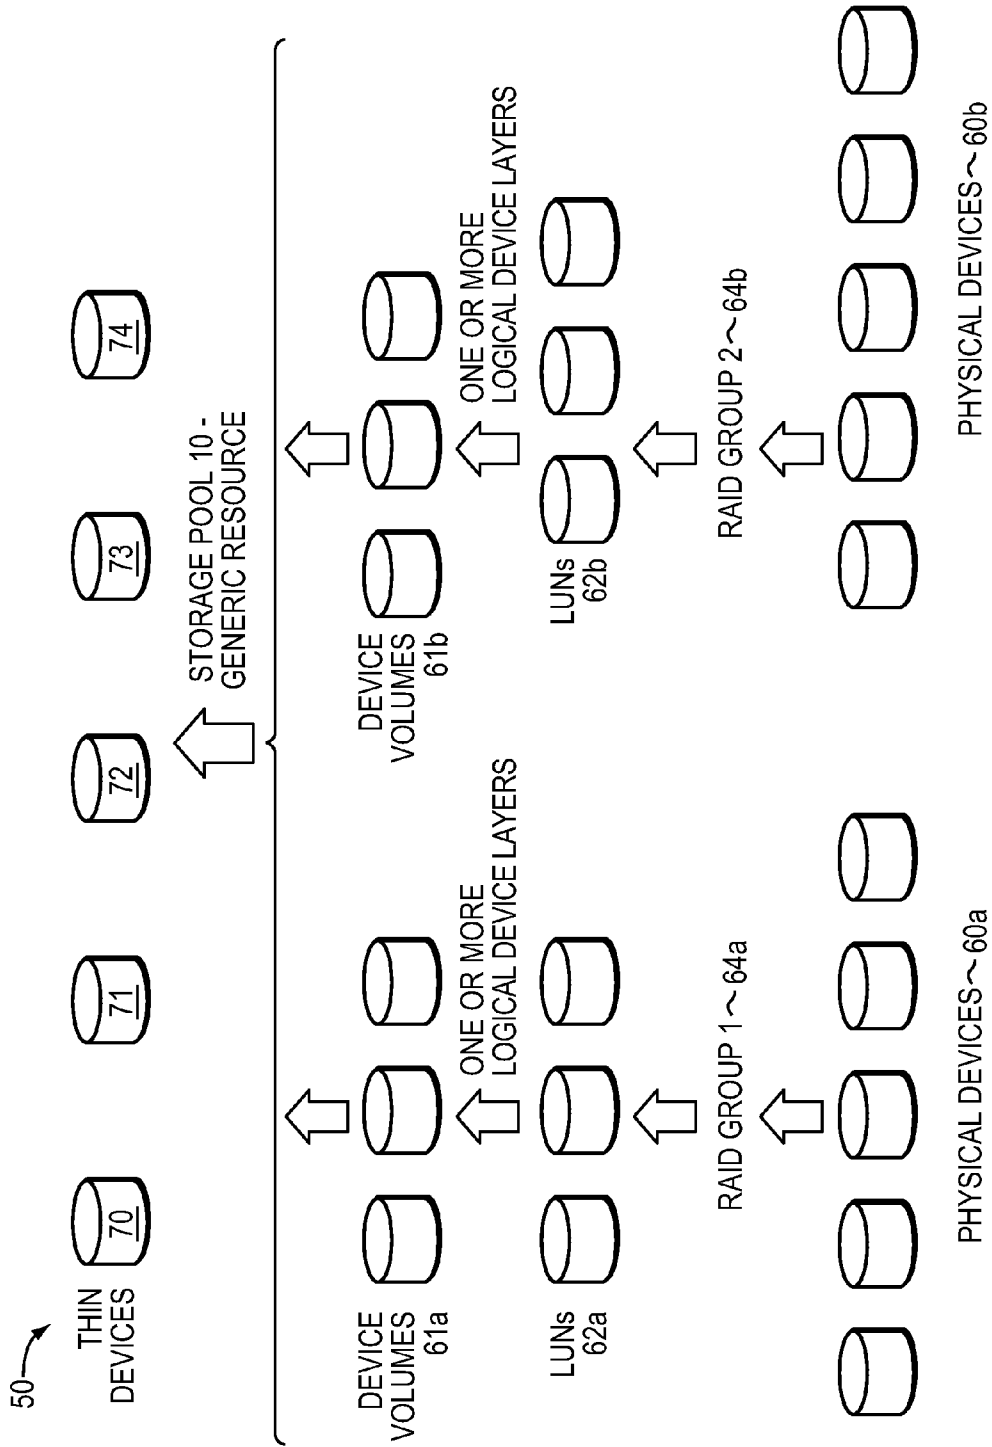 50
THIN
DEVICES
70
71
72
73
74
STORAGE POOL 10 -
GENERIC RESOURCE
DEVICE
VOLUMES
61a
ONE OR MORE
LOGICAL DEVICE LAYERS
LUNs
62a
RAID GROUP 1~64a
PHYSICAL DEVICES~60a
DEVICE
VOLUMES
61b
ONE OR MORE
LOGICAL DEVICE LAYERS
LUNs
62b
RAID GROUP 2~64b
PHYSICAL DEVICES~60b